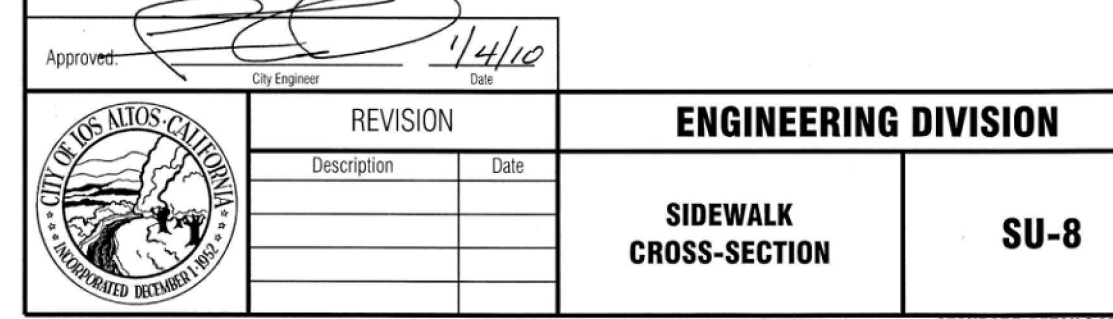 Approved:
1/4/10
City Engineer
Date
CITY OF LOS ALTOS · CALIFORNIA
INCORPORATED DECEMBER 1·1952
REVISION
ENGINEERING DIVISION
Description
Date
SIDEWALK
CROSS-SECTION
SU-8